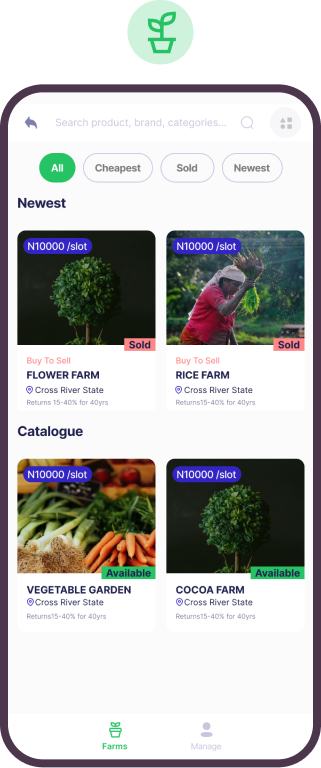 Search product, brand, categories...
All
Cheapest
Sold
Newest
Newest
N10000 /slot
Sold
Buy To Sell
FLOWER FARM
Cross River State
Returns 15-40% for 40yrs
N10000 /slot
Sold
Buy To Sell
RICE FARM
Cross River State
Returns15-40% for 40yrs
Catalogue
N10000 /slot
Available
VEGETABLE GARDEN
Cross River State
Returns15-40% for 40yrs
N10000 /slot
Available
COCOA FARM
Cross River State
Returns15-40% for 40yrs
Farms
Manage